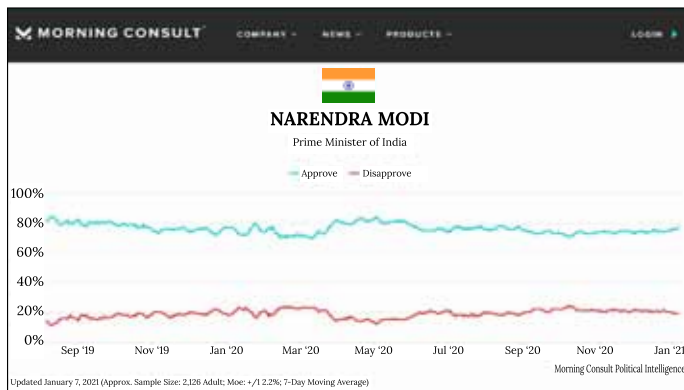 MORNING CONSULT COMPANY NEWS PRODUCTS LOGIN
NARENDRA MODI
Prime Minister of India
Approve Disapprove
100%
80%
60%
40%
20%
0%
Sep '19 Nov '19 Jan '20 Mar '20 May '20 Jul '20 Sep '20 Nov '20 Jan '21
Morning Consult Political Intelligence
Updated January 7, 2021 (Approx. Sample Size: 2,126 Adult; Moe: +/1 2.2%; 7-Day Moving Average)